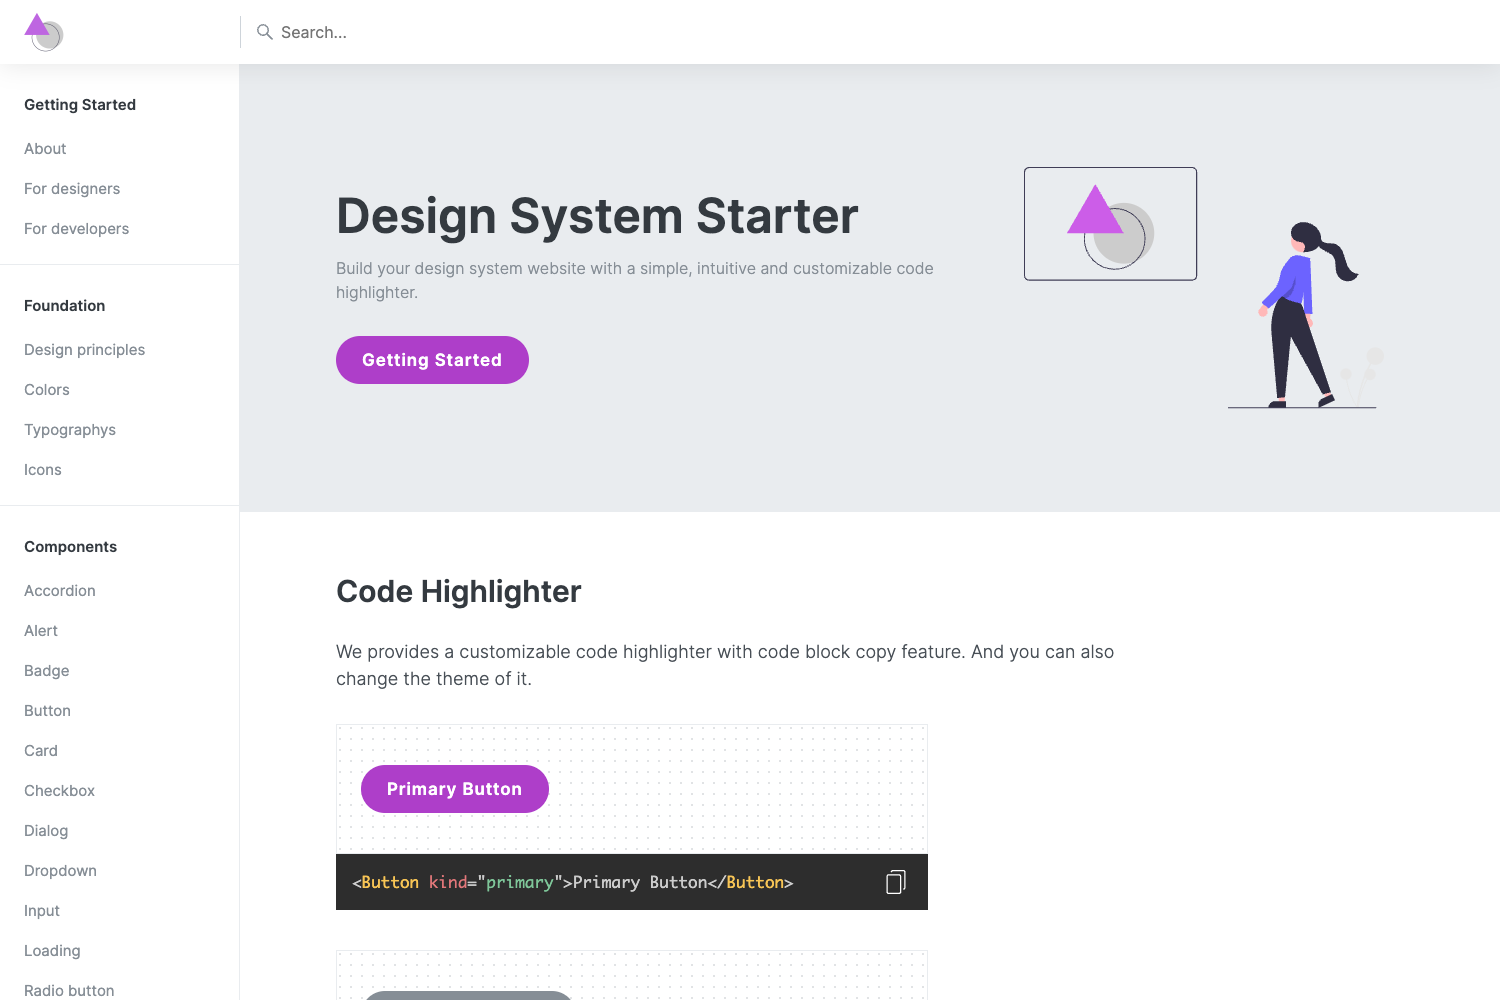 Search...
Getting Started
About
For designers
For developers
Foundation
Design principles
Colors
Typographys
Icons
Components
Accordion
Alert
Badge
Button
Card
Checkbox
Dialog
Dropdown
Input
Loading
Radio button
Design System Starter
Build your design system website with a simple, intuitive and customizable code
highlighter.
Getting Started
Code Highlighter
We provides a customizable code highlighter with code block copy feature. And you can also
change the theme of it.
Primary Button
<Button kind="primary">Primary Button</Button>